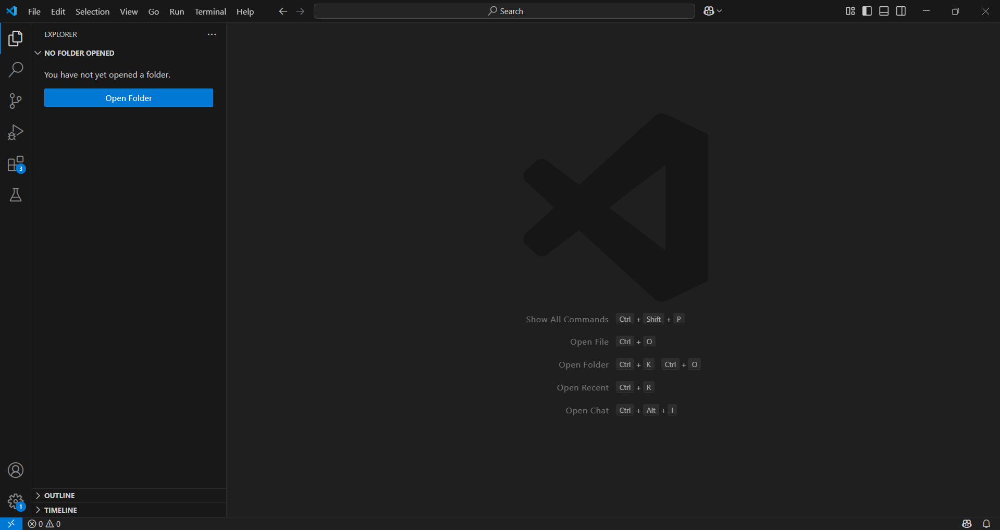 File Edit Selection View Go Run Terminal Help
Search
EXPLORER
NO FOLDER OPENED
You have not yet opened a folder.
Open Folder
3
Show All Commands Ctrl + Shift + P
Open File Ctrl + O
Open Folder Ctrl + K Ctrl + O
Open Recent Ctrl + R
Open Chat Ctrl + Alt + I
OUTLINE
1
TIMELINE
0 0